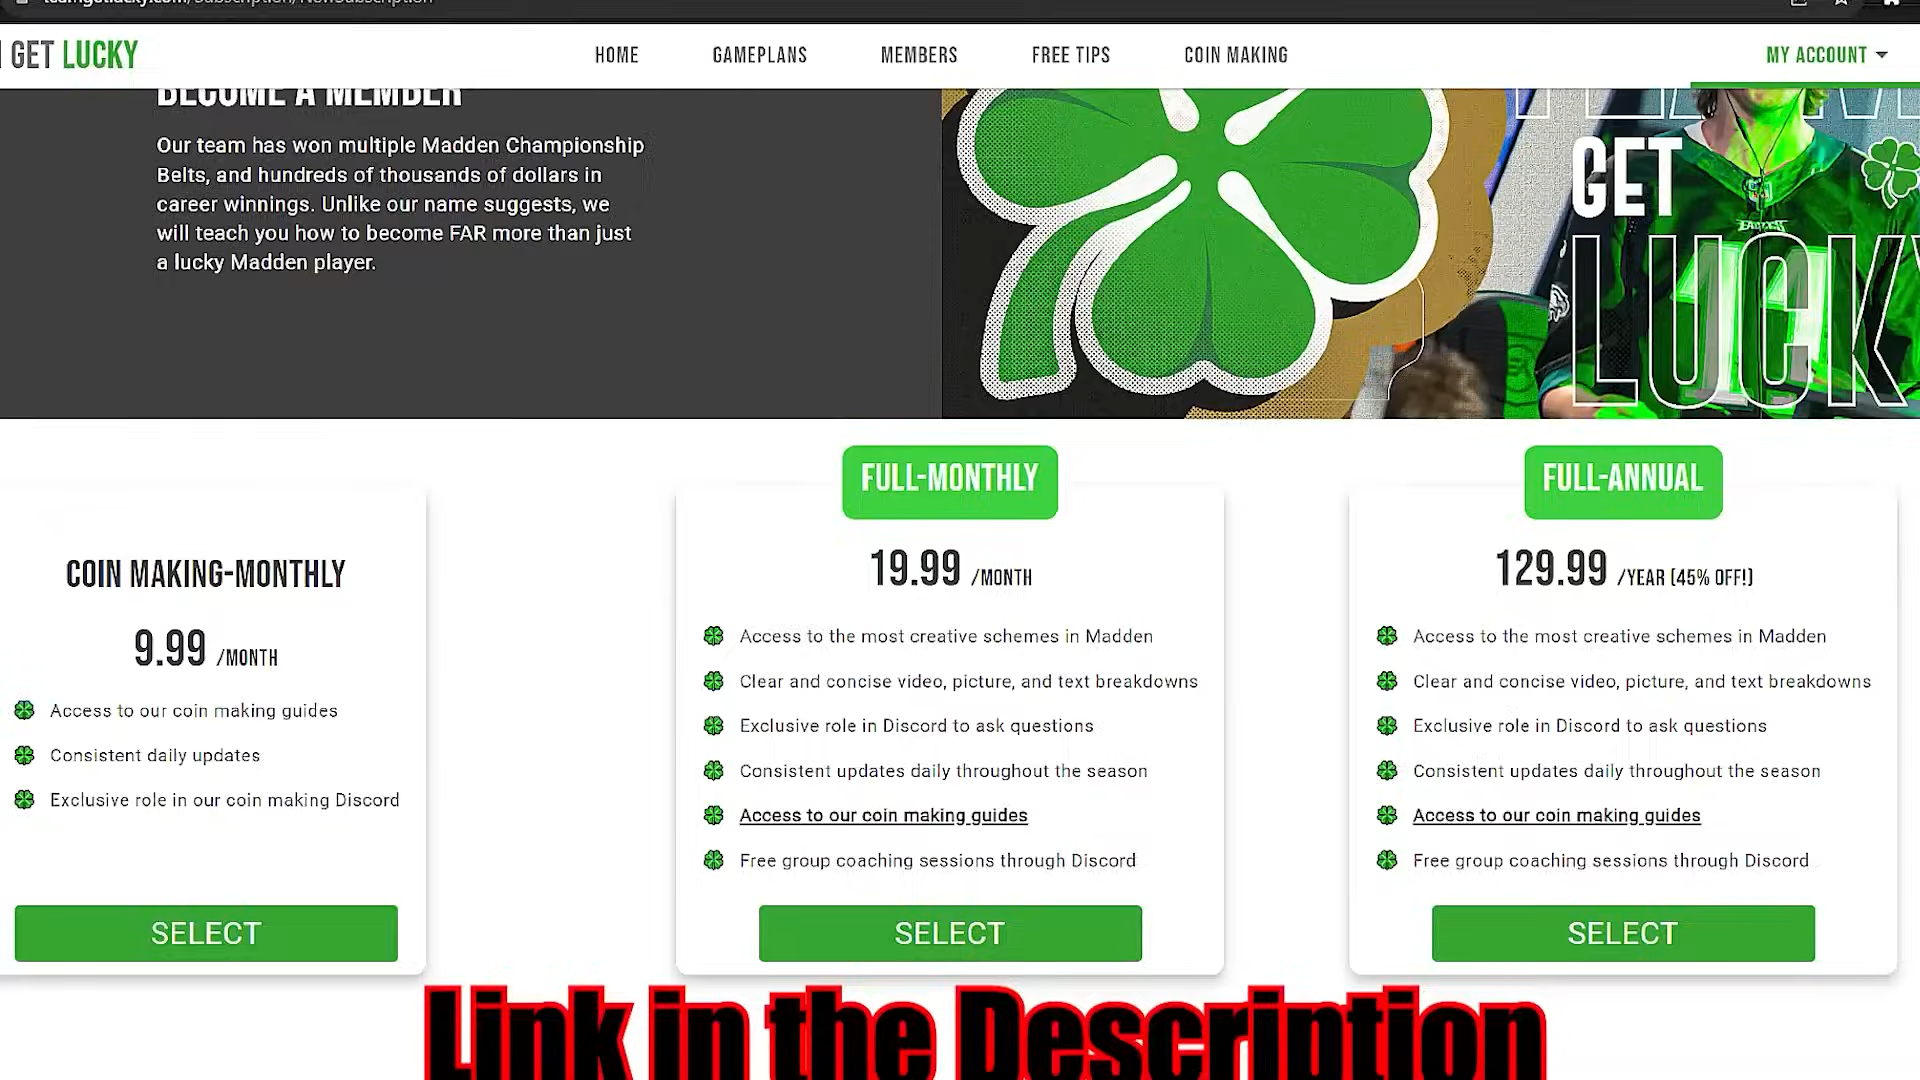 GET LUCKY
HOME
GAMEPLANS
MEMBERS
FREE TIPS
COIN MAKING
MY ACCOUNT
BECOME A MEMBER
Our team has won multiple Madden Championship
Belts, and hundreds of thousands of dollars in
career winnings. Unlike our name suggests, we
will teach you how to become FAR more than just
a lucky Madden player.
GET
LUCKY
COIN MAKING-MONTHLY
9.99 /MONTH
Access to our coin making guides
Consistent daily updates
Exclusive role in our coin making Discord
SELECT
FULL-MONTHLY
19.99 /MONTH
Access to the most creative schemes in Madden
Clear and concise video, picture, and text breakdowns
Exclusive role in Discord to ask questions
Consistent updates daily throughout the season
Access to our coin making guides
Free group coaching sessions through Discord
SELECT
FULL-ANNUAL
129.99 /YEAR (45% OFF!)
Access to the most creative schemes in Madden
Clear and concise video, picture, and text breakdowns
Exclusive role in Discord to ask questions
Consistent updates daily throughout the season
Access to our coin making guides
Free group coaching sessions through Discord
SELECT
Link in the Description